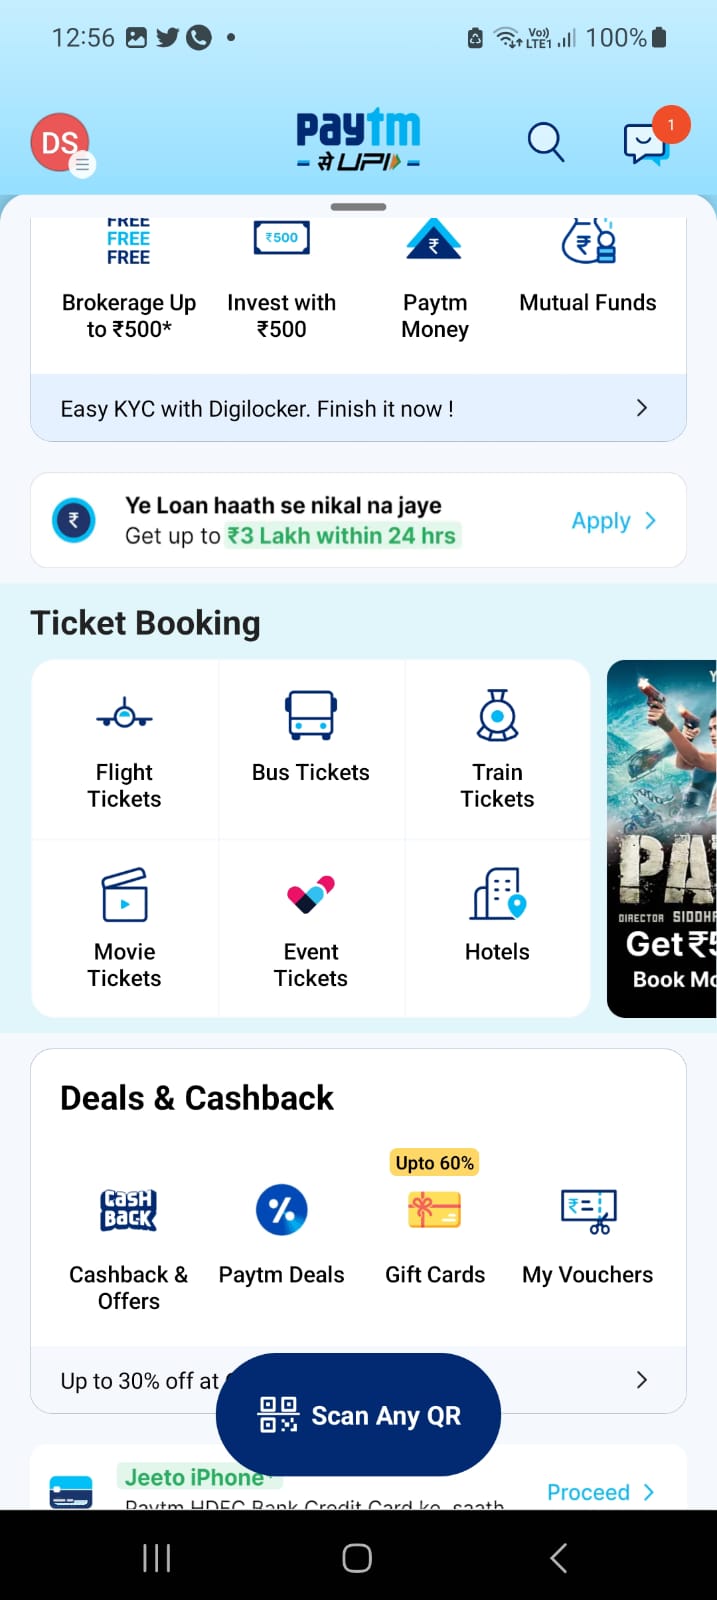 12:56
Vo))
LTE1
100%
DS
paytm
से UPI
1
FREE
FREE
FREE
₹500
₹
₹
Brokerage Up
to ₹500*
Invest with
₹500
Paytm
Money
Mutual Funds
Easy KYC with Digilocker. Finish it now !
₹
Ye Loan haath se nikal na jaye
Get up to ₹3 Lakh within 24 hrs
Apply
Ticket Booking
Flight
Tickets
Bus Tickets
Train
Tickets
Movie
Tickets
Event
Tickets
Hotels
Y
PA
DIRECTOR SIDDH
Get ₹5
Book Mo
Deals & Cashback
Upto 60%
CASH
BACK
%
₹
Cashback &
Offers
Paytm Deals
Gift Cards
My Vouchers
Up to 30% off at
Scan Any QR
Jeeto iPhone
Paytm HDFC Bank Credit Card ke saath
Proceed